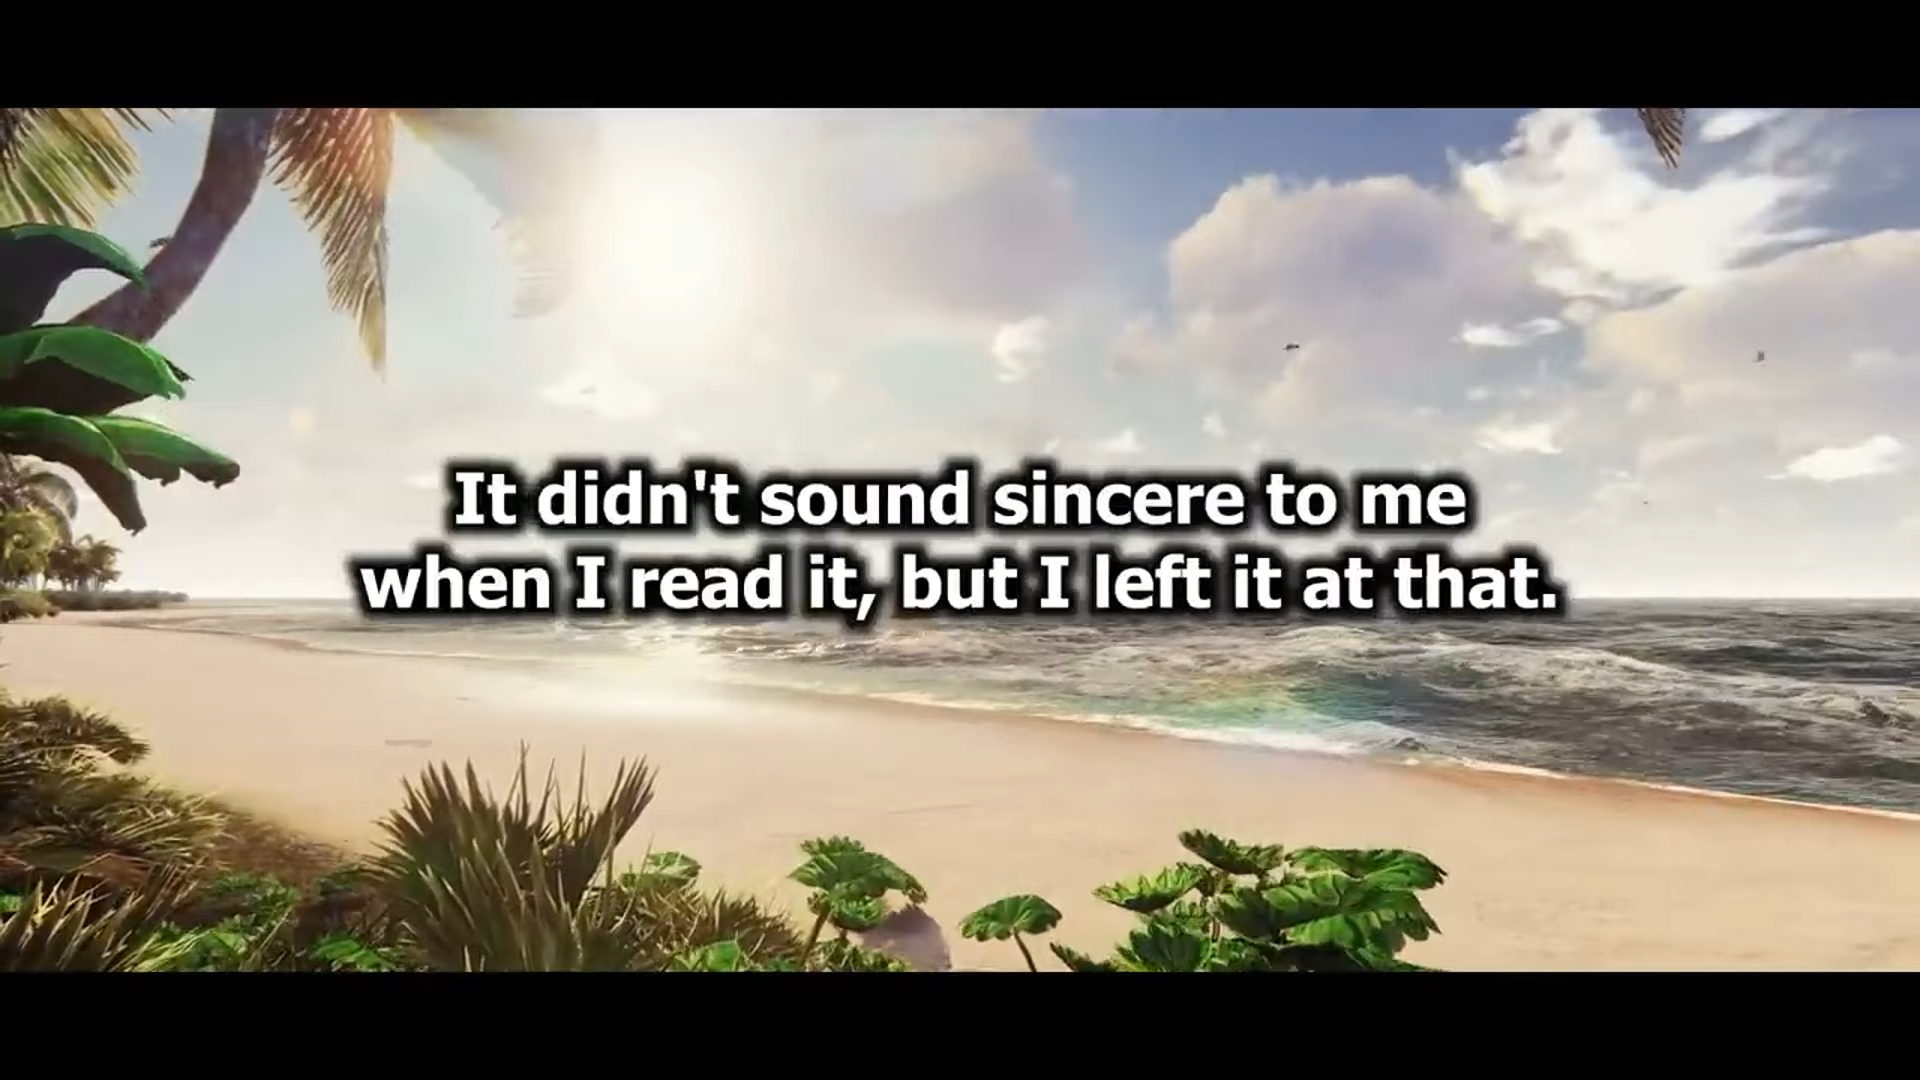 It didn't sound sincere to me
when I read it, but I left it at that.